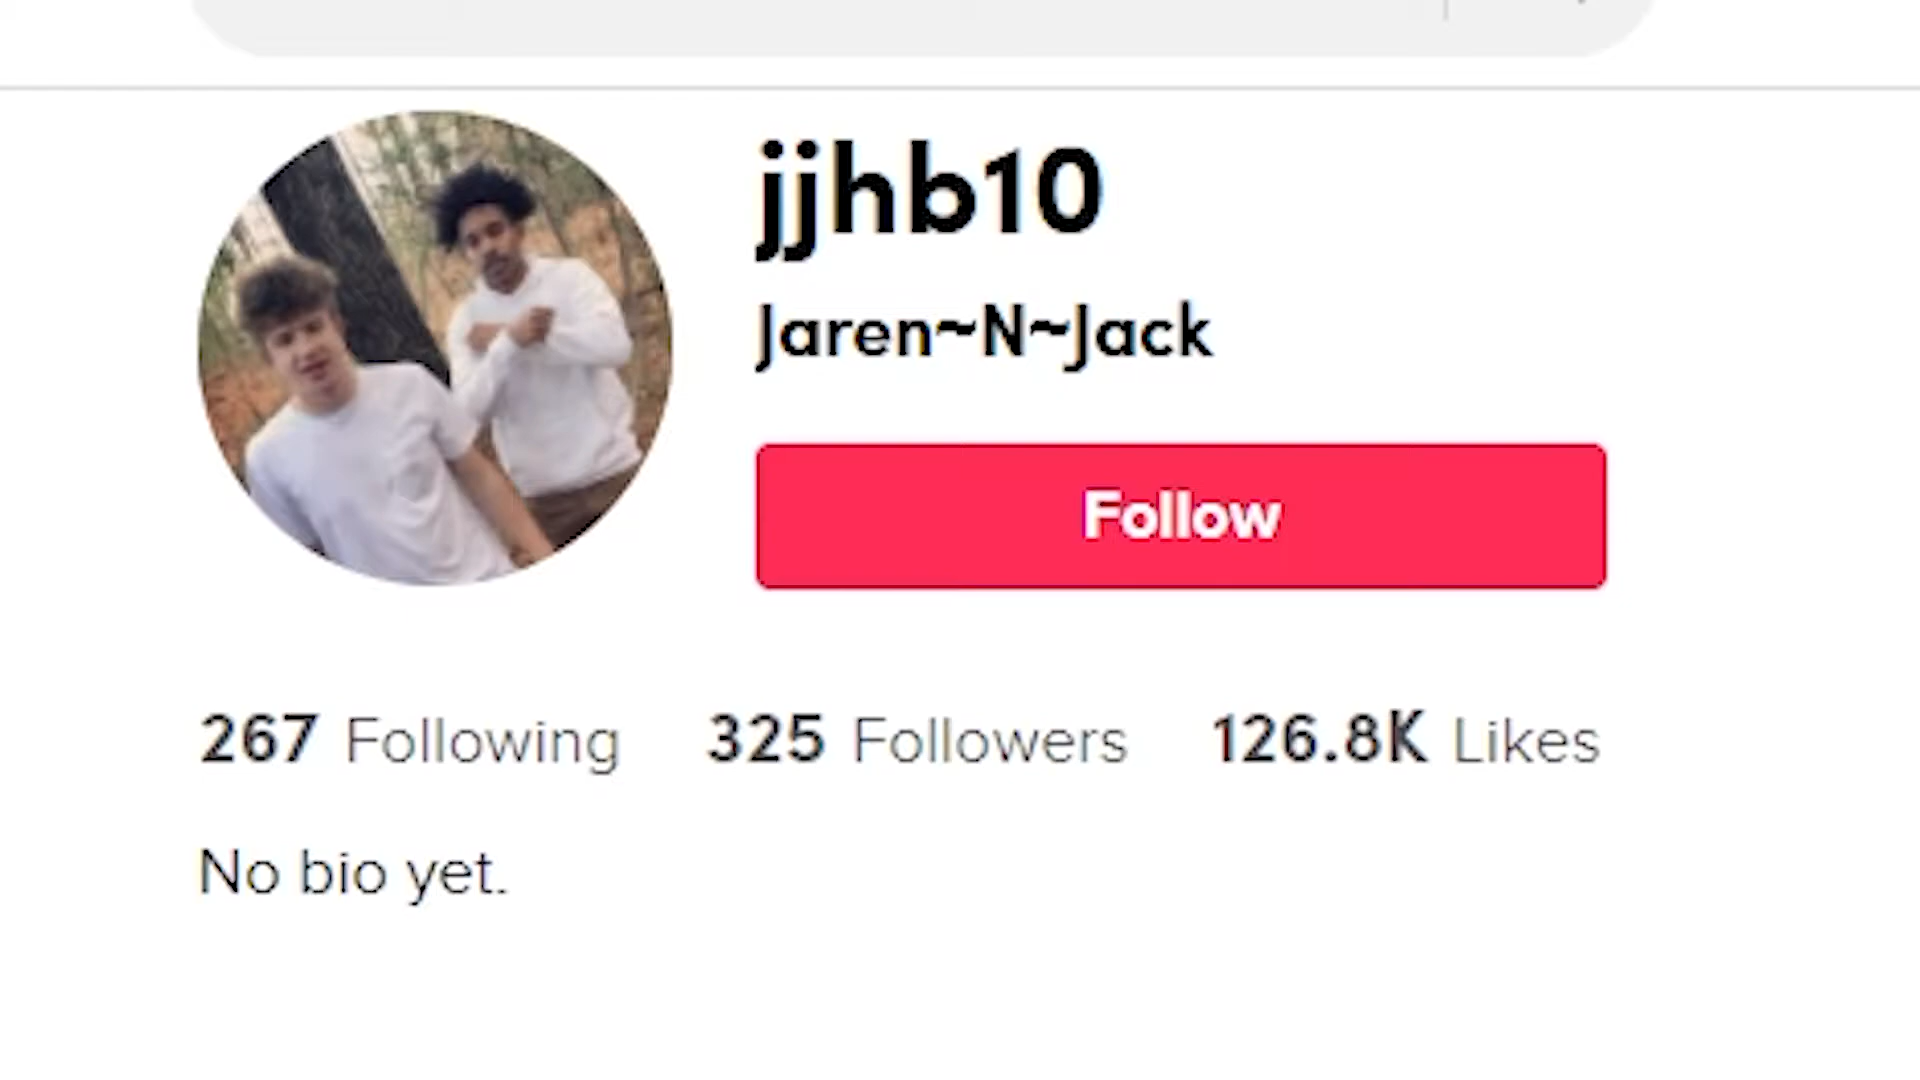 jjhb10
Jaren~N~Jack
Follow
267 Following 325 Followers 126.8K Likes
No bio yet.